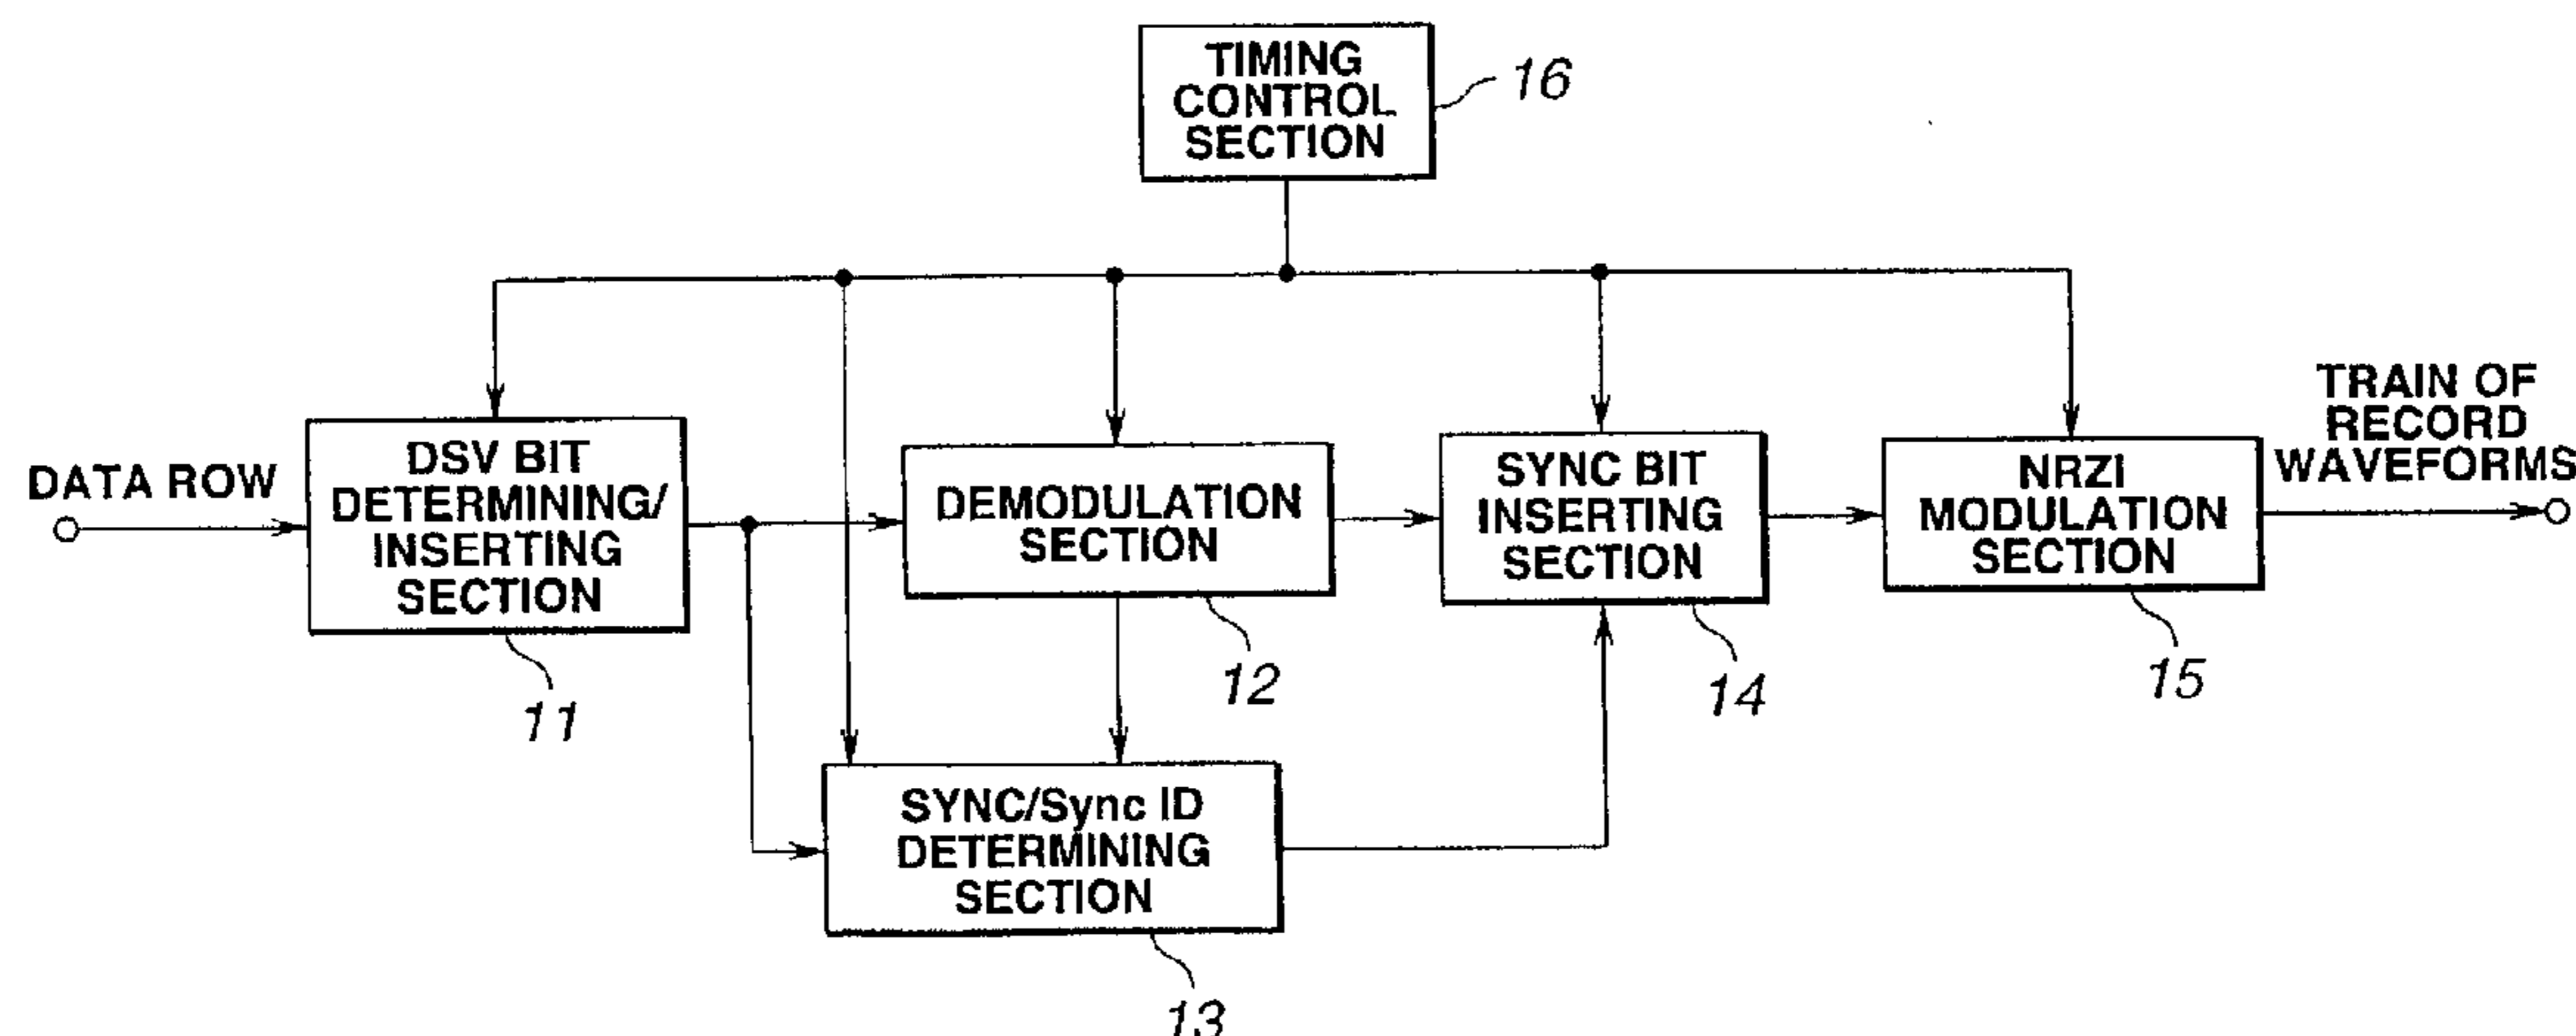 TIMING
CONTROL
SECTION
16
DATA ROW
DSV BIT
DETERMINING/
INSERTING
SECTION
11
DEMODULATION
SECTION
12
SYNC BIT
INSERTING
SECTION
14
NRZI
MODULATION
SECTION
15
TRAIN OF
RECORD
WAVEFORMS
SYNC/Sync ID
DETERMINING
SECTION
13